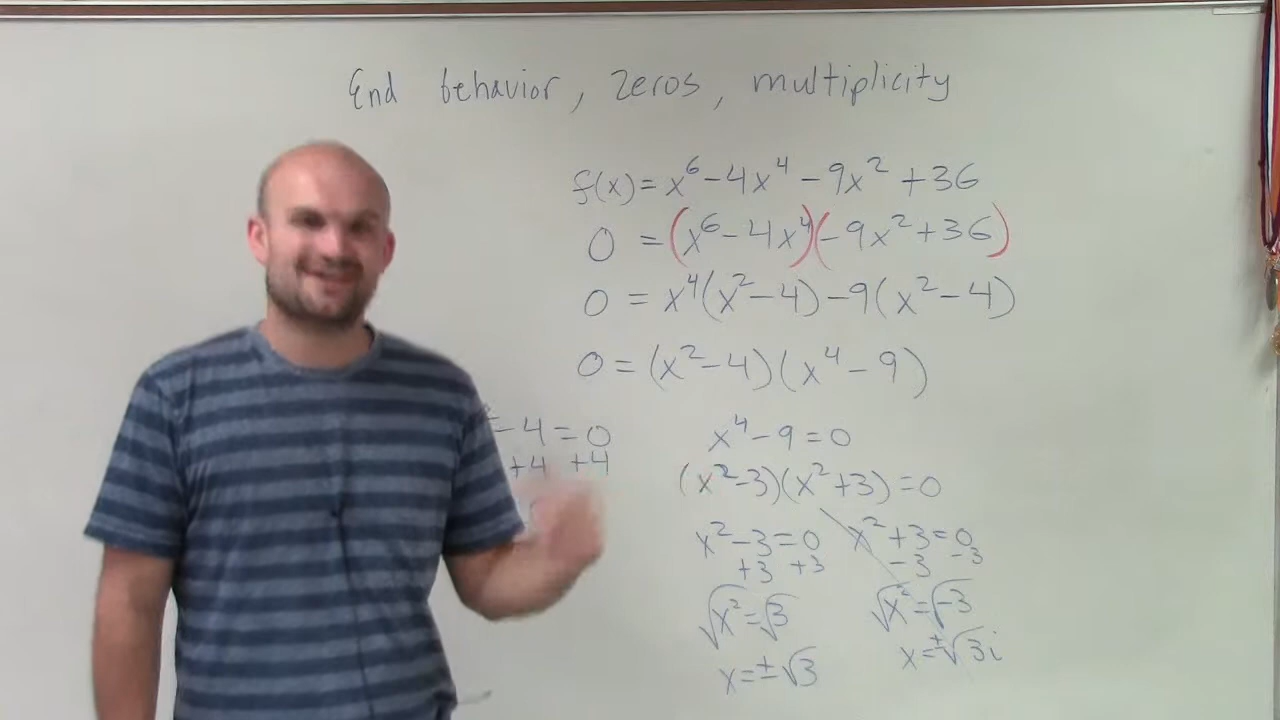 End behavior, zeros, multiplicity
f(x) = x⁶ - 4x⁴ - 9x² + 36
0 = (x⁶ - 4x⁴)(- 9x² + 36)
0 = x⁴(x² - 4) - 9(x² - 4)
0 = (x² - 4)(x⁴ - 9)
- 4 = 0
+4 +4
x⁴ - 9 = 0
(x² - 3)(x² + 3) = 0
x² - 3 = 0
+3 +3
√x² = √3
x = ± √3
x² + 3 = 0
- 3 - 3
√x² = √-3
x = ± √3i